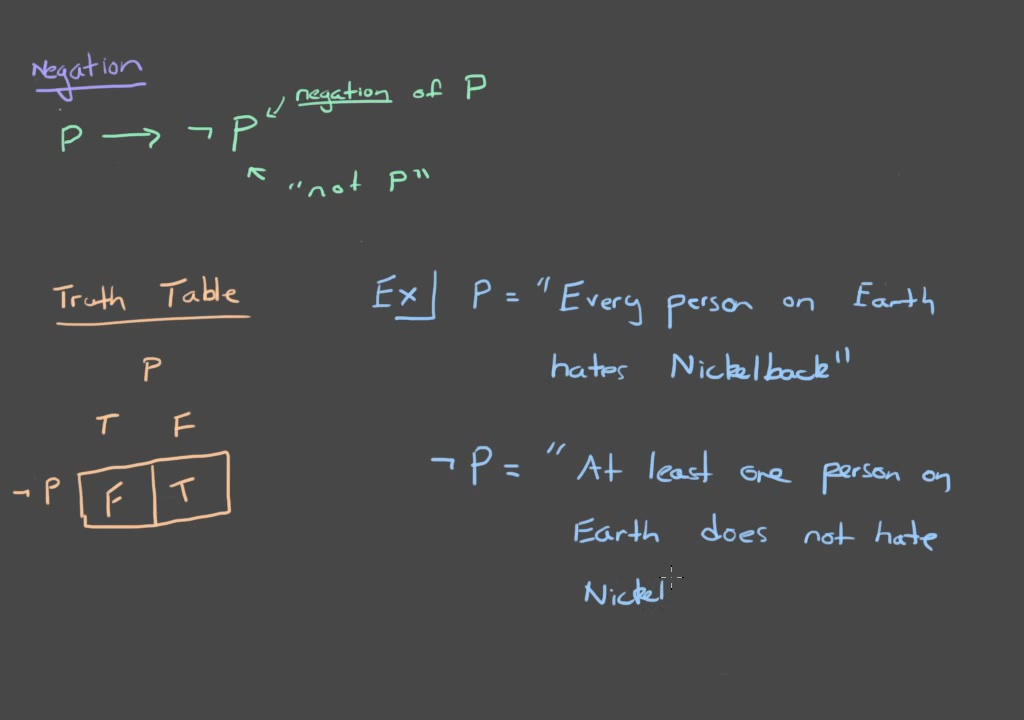 Negation
P → ¬ P
negation of P
"not P"
Truth Table
P
T F
¬ P F T
Ex P = "Every person on Earth
hates Nickelback"
¬ P = "At least one person on
Earth does not hate
Nickel